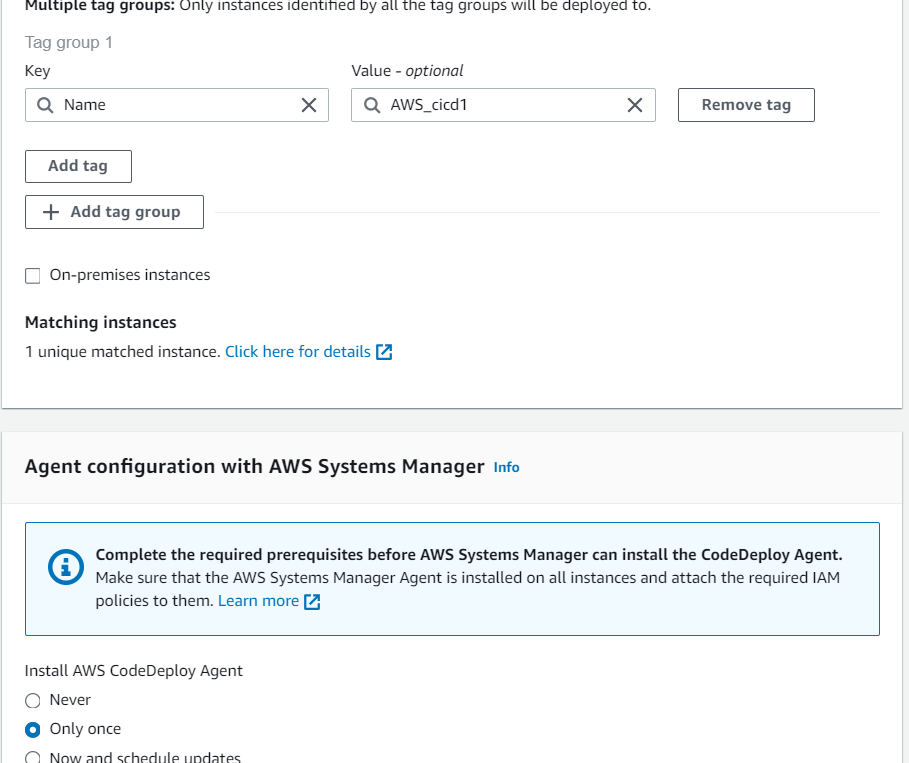 Multiple tag groups: Only instances identified by all the tag groups will be deployed to.
Tag group 1
Key
Value - optional
Name
AWS_cicd1
Remove tag
Add tag
Add tag group
On-premises instances
Matching instances
1 unique matched instance. Click here for details
Agent configuration with AWS Systems Manager Info
Complete the required prerequisites before AWS Systems Manager can install the CodeDeploy Agent.
Make sure that the AWS Systems Manager Agent is installed on all instances and attach the required IAM
policies to them. Learn more
Install AWS CodeDeploy Agent
Never
Only once
Now and schedule updates